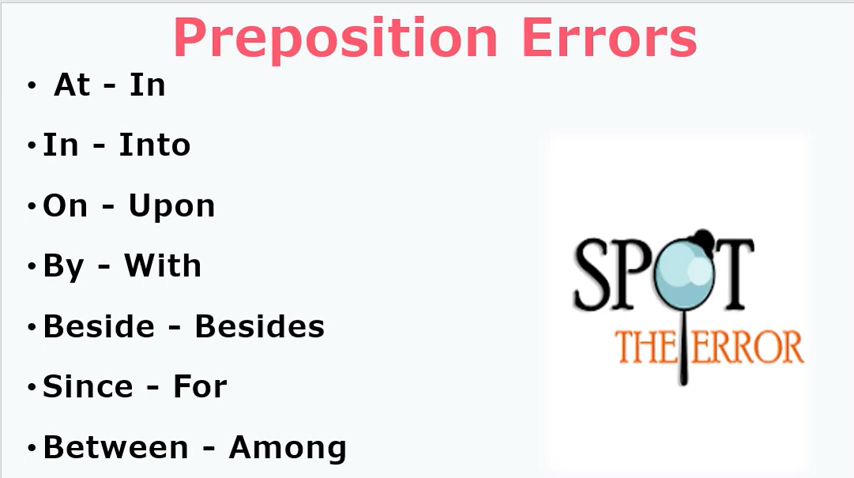 Preposition Errors
• At - In
• In - Into
• On - Upon
• By - With
• Beside - Besides
• Since - For
• Between - Among
SPOT
THE ERROR